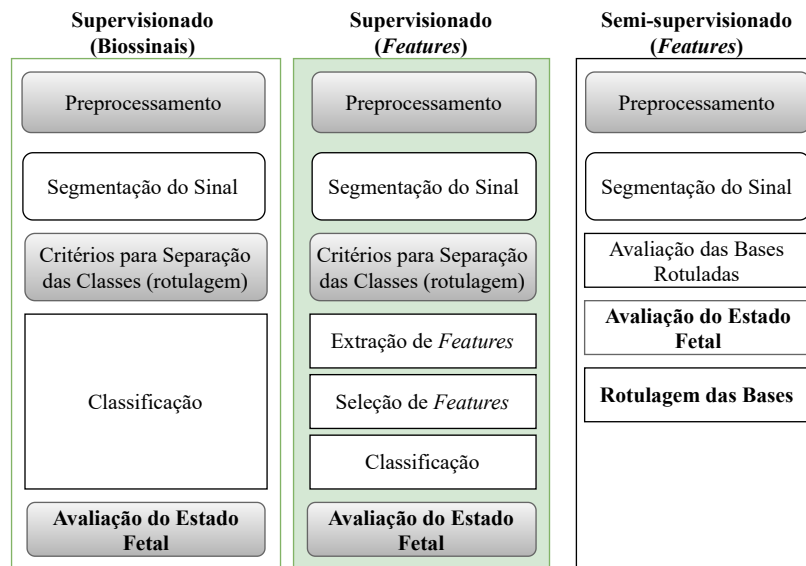 Supervisionado
(Biossinais)
Preprocessamento
Segmentação do Sinal
Critérios para Separação
das Classes (rotulagem)
Classificação
Avaliação do Estado
Fetal
Supervisionado
(Features)
Preprocessamento
Segmentação do Sinal
Critérios para Separação
das Classes (rotulagem)
Extração de Features
Seleção de Features
Classificação
Avaliação do Estado
Fetal
Semi-supervisionado
(Features)
Preprocessamento
Segmentação do Sinal
Avaliação das Bases
Rotuladas
Avaliação do Estado
Fetal
Rotulagem das Bases